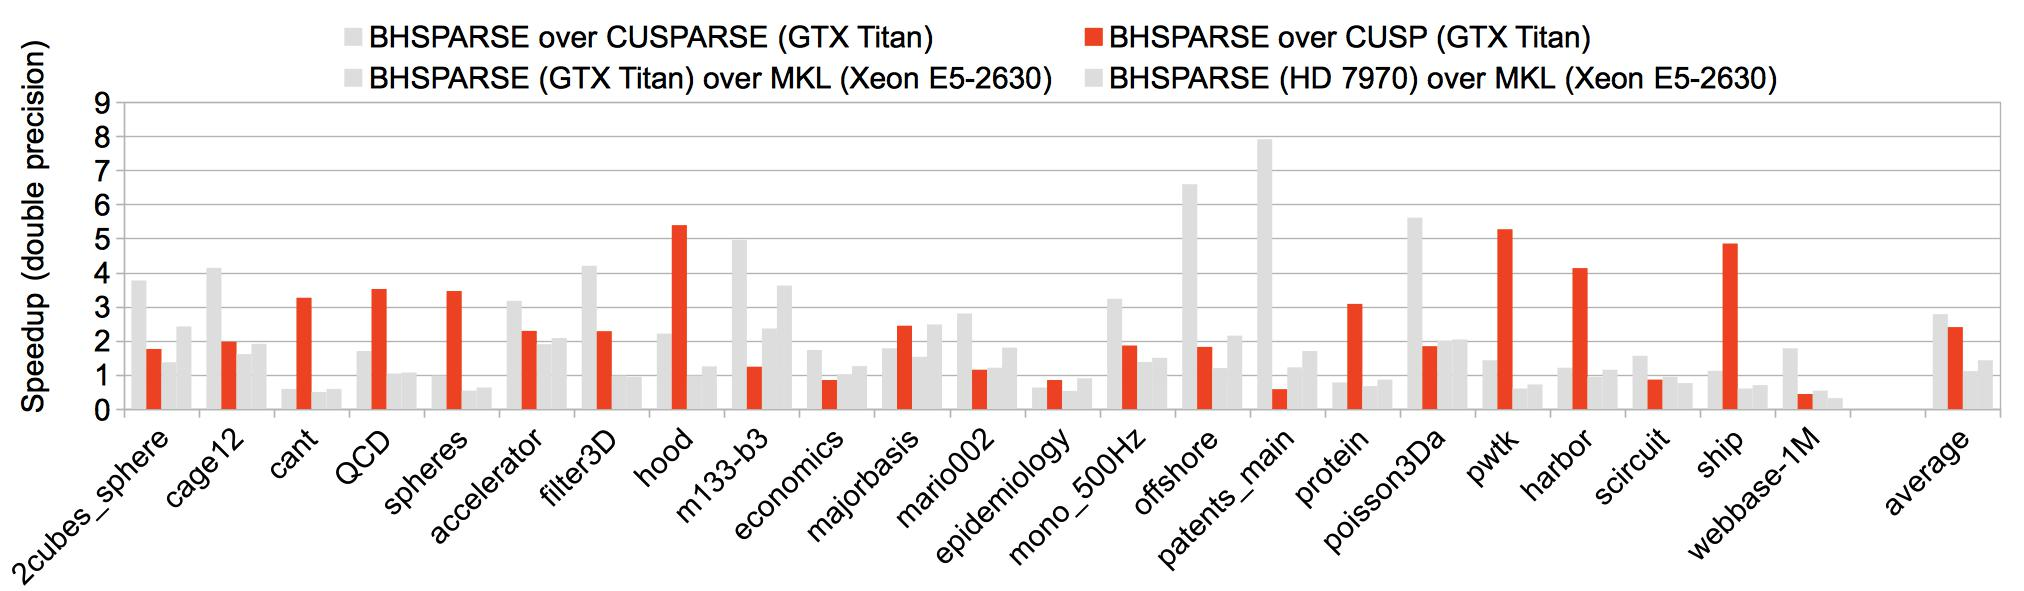 BHSPARSE over CUSPARSE (GTX Titan)
BHSPARSE over CUSP (GTX Titan)
BHSPARSE (GTX Titan) over MKL (Xeon E5-2630)
BHSPARSE (HD 7970) over MKL (Xeon E5-2630)
Speedup (double precision)
9
8
7
6
5
4
3
2
1
0
2cubes_sphere
cage12
cant
QCD
spheres
accelerator
filter3D
hood
m133-b3
economics
majorbasis
mario002
epidemiology
mono_500Hz
offshore
patents_main
protein
poisson3Da
pwtk
harbor
scircuit
ship
webbase-1M
average